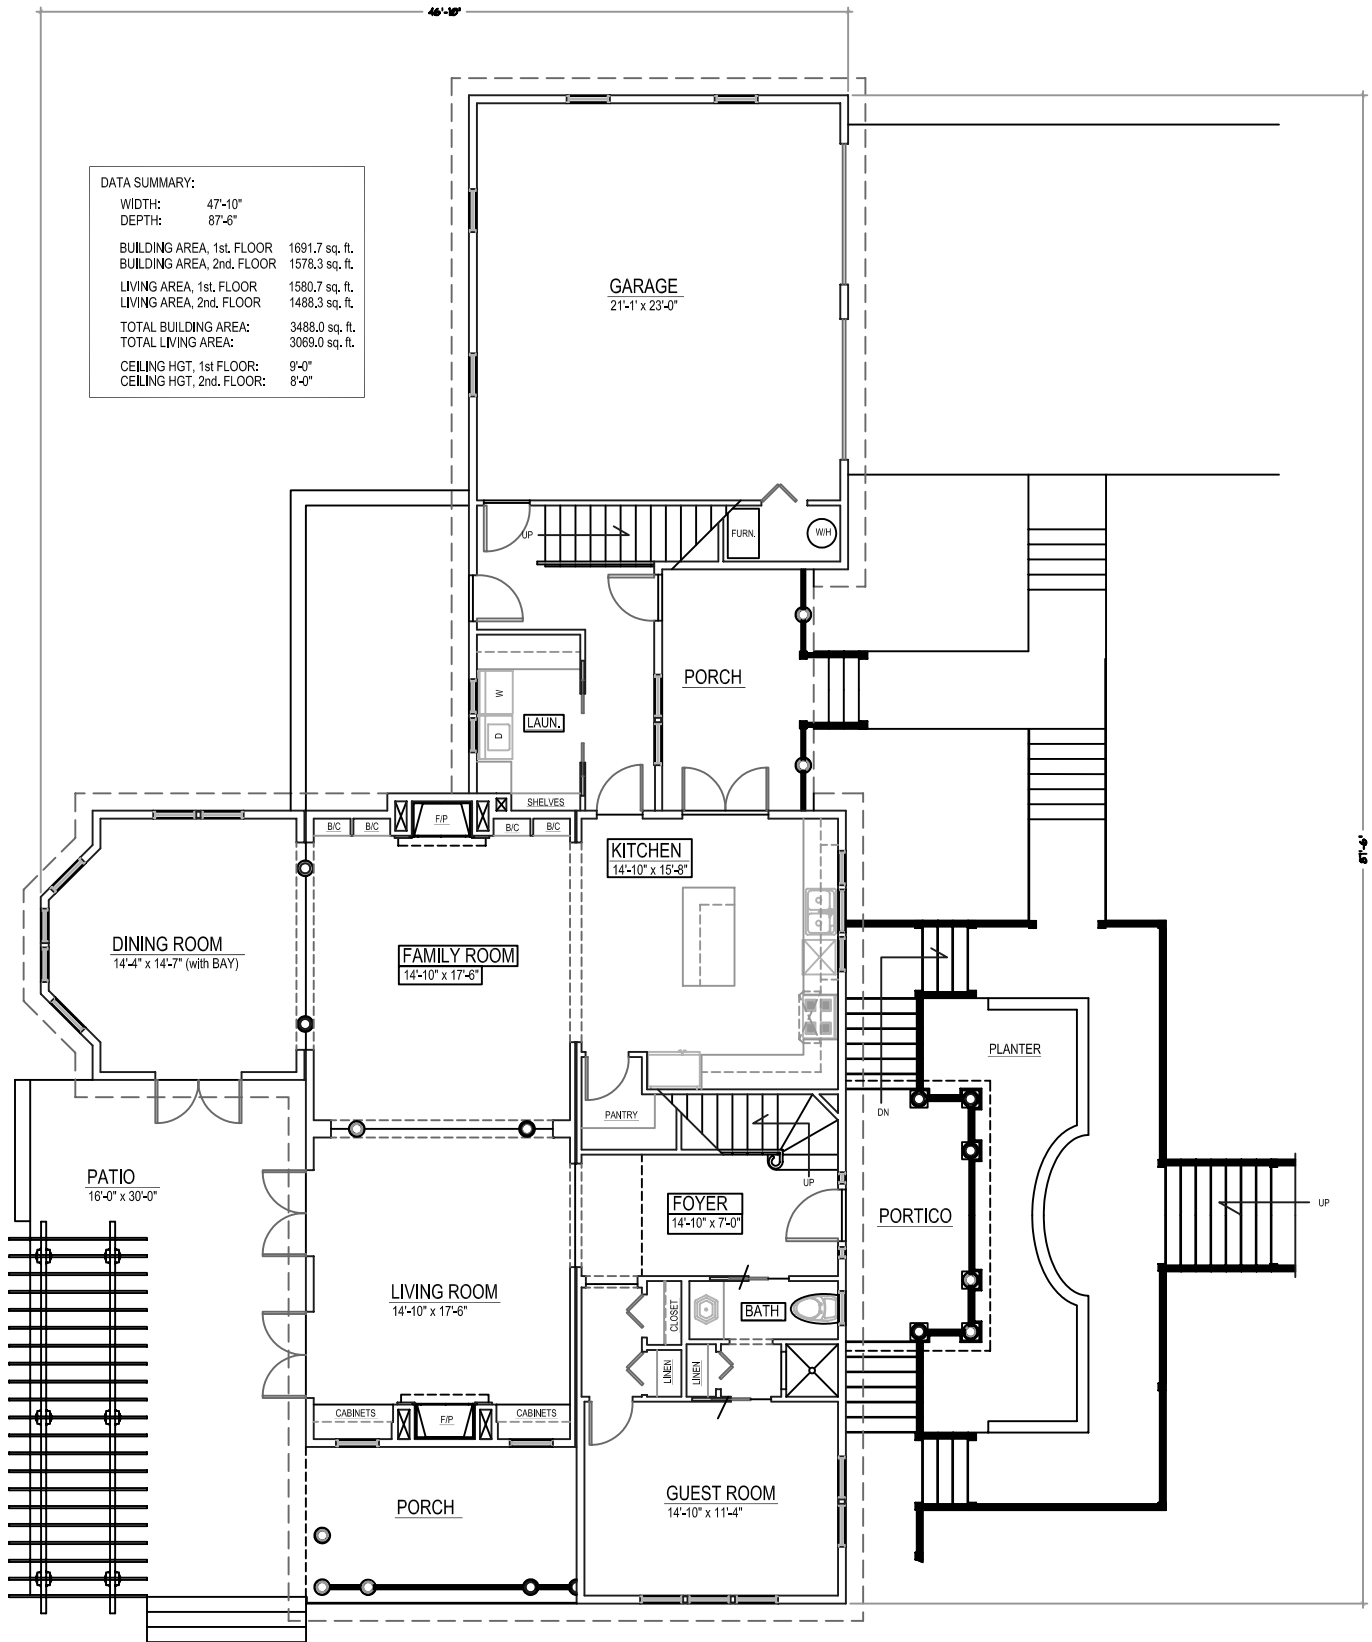 46'-10"
DATA SUMMARY:
WIDTH: 47'-10"
DEPTH: 87'-6"
BUILDING AREA, 1st. FLOOR 1691.7 sq. ft.
BUILDING AREA, 2nd. FLOOR 1578.3 sq. ft.
LIVING AREA, 1st. FLOOR 1580.7 sq. ft.
LIVING AREA, 2nd. FLOOR 1488.3 sq. ft.
TOTAL BUILDING AREA: 3488.0 sq. ft.
TOTAL LIVING AREA: 3069.0 sq. ft.
CEILING HGT, 1st FLOOR: 9'-0"
CEILING HGT, 2nd. FLOOR: 8'-0"
GARAGE
21'-1' x 23'-0"
UP
FURN.
W/H
PORCH
W
LAUN.
D
SHELVES
B/C
B/C
F/P
B/C
B/C
KITCHEN
14'-10" x 15'-8"
87'-6"
DINING ROOM
14'-4" x 14'-7" (with BAY)
FAMILY ROOM
14'-10" x 17'-6"
PLANTER
PANTRY
DN
PATIO
16'-0" x 30'-0"
UP
FOYER
14'-10" x 7'-0"
PORTICO
UP
LIVING ROOM
14'-10" x 17'-6"
CLOSET
BATH
LINEN
LINEN
CABINETS
F/P
CABINETS
GUEST ROOM
14'-10" x 11'-4"
PORCH